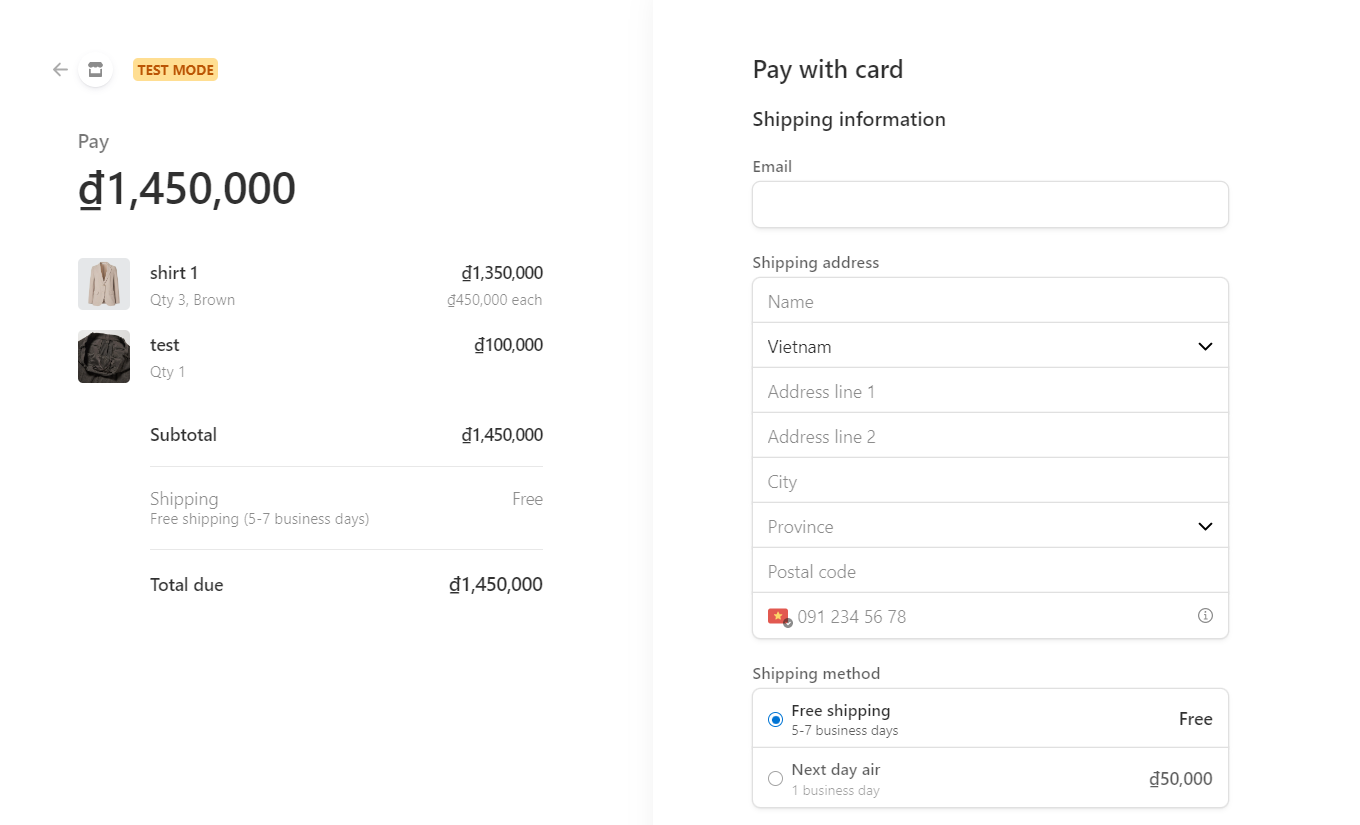 TEST MODE
Pay
₫1,450,000
shirt 1 ₫1,350,000
Qty 3, Brown ₫450,000 each
test ₫100,000
Qty 1
Subtotal ₫1,450,000
Shipping Free
Free shipping (5-7 business days)
Total due ₫1,450,000
Pay with card
Shipping information
Email
Shipping address
Name
Vietnam
Address line 1
Address line 2
City
Province
Postal code
091 234 56 78
Shipping method
Free shipping Free
5-7 business days
Next day air ₫50,000
1 business day